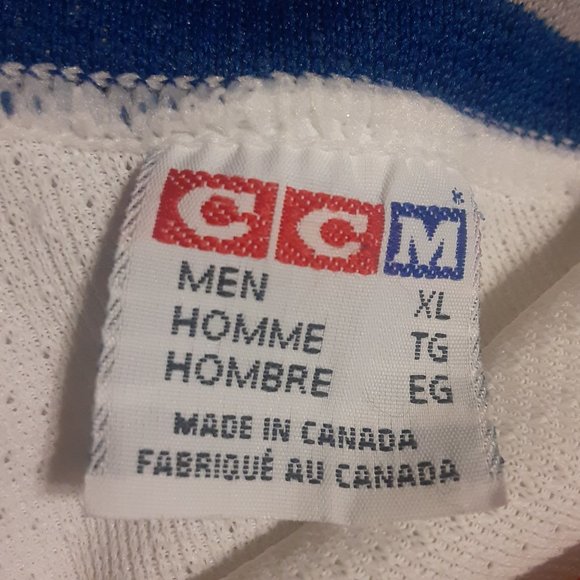 CCM
MEN XL
HOMME TG
HOMBRE EG
MADE IN CANADA
FABRIQUÉ AU CANADA